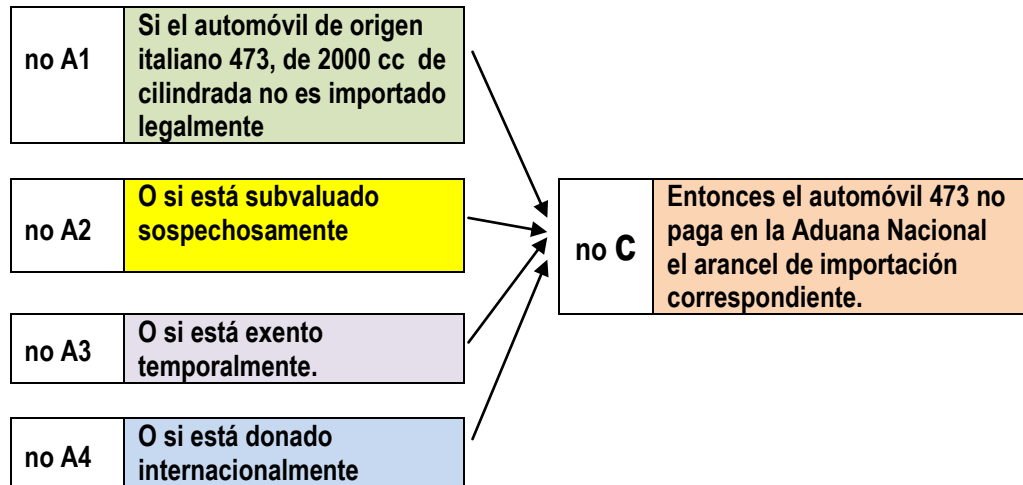 no A1
Si el automóvil de origen
italiano 473, de 2000 cc de
cilindrada no es importado
legalmente
no A2
O si está subvaluado
sospechosamente
no A3
O si está exento
temporalmente.
no A4
O si está donado
internacionalmente
no C
Entonces el automóvil 473 no
paga en la Aduana Nacional
el arancel de importación
correspondiente.